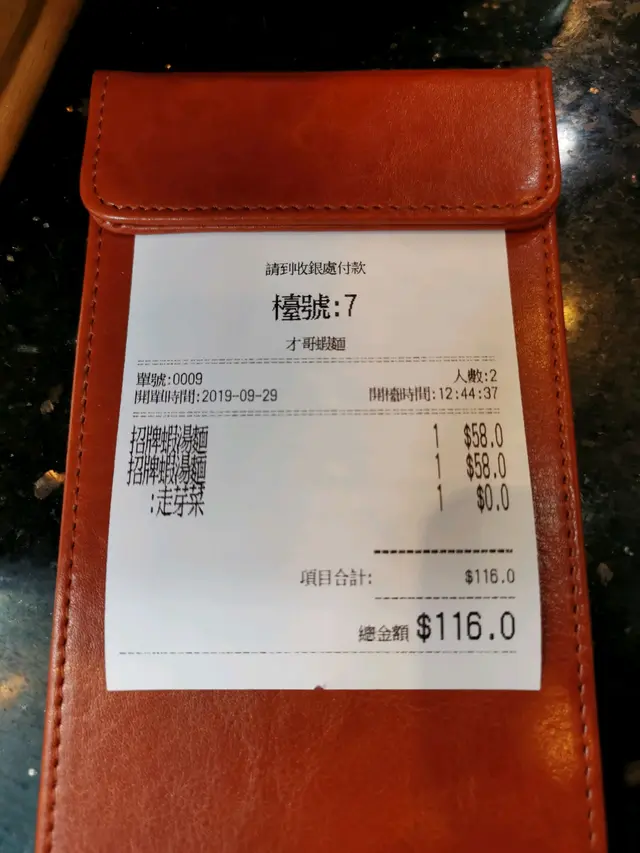 請到收銀處付款
檯號:7
才哥蝦麵
單號:0009 人數:2
開單時間:2019-09-29 開檯時間:12:44:37
招牌蝦湯麵 1 $58.0
招牌蝦湯麵 1 $58.0
:走芽菜 1 $0.0
項目合計: $116.0
總金額 $116.0